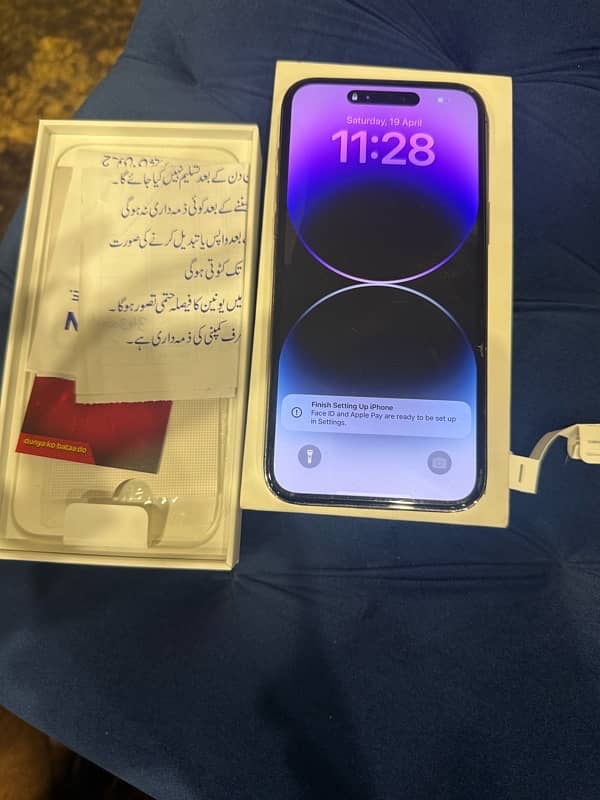 ی دن کے بعد تسلیم نہیں کیا جائے گا۔
کے بعد کوئی ذمہ داری نہ ہوگی
بعد واپس یا تبدیل کرنے کی صورت
تک کٹوتی ہوگی
میں یونین کا فیصلہ حتمی تصور ہوگا۔
رف کمپنی کی ذمہ داری ہے۔
N
dunya ko bataa do
Saturday, 19 April
11:28
Finish Setting Up iPhone
Face ID and Apple Pay are ready to be set up
in Settings.